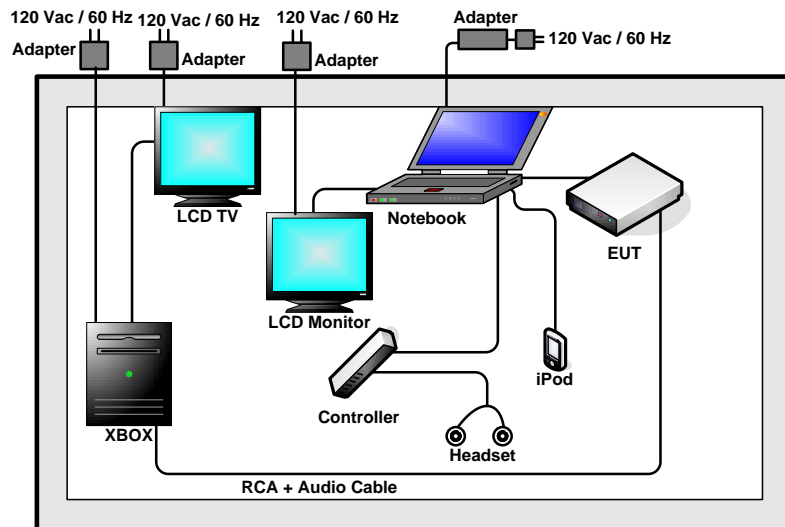 120 Vac / 60 Hz
120 Vac / 60 Hz
120 Vac / 60 Hz
Adapter
120 Vac / 60 Hz
Adapter
Adapter
Adapter
LCD TV
Notebook
EUT
LCD Monitor
iPod
Controller
XBOX
Headset
RCA + Audio Cable